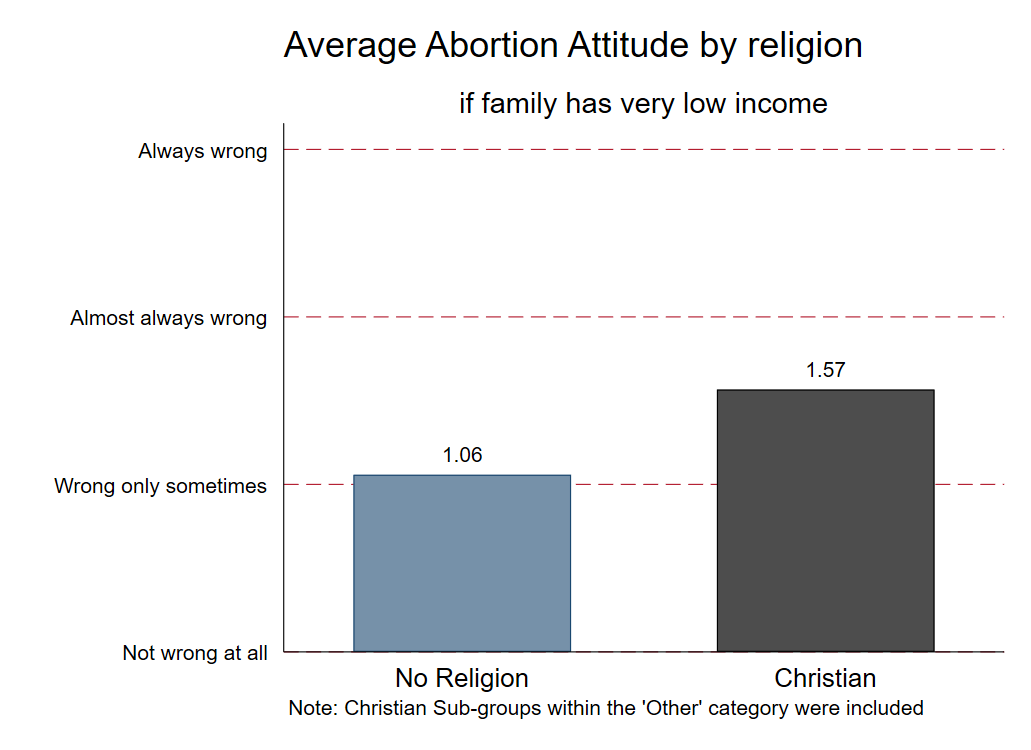 Average Abortion Attitude by religion
if family has very low income
Always wrong
Almost always wrong
1.57
1.06
Wrong only sometimes
Not wrong at all
No Religion
Christian
Note: Christian Sub-groups within the 'Other' category were included